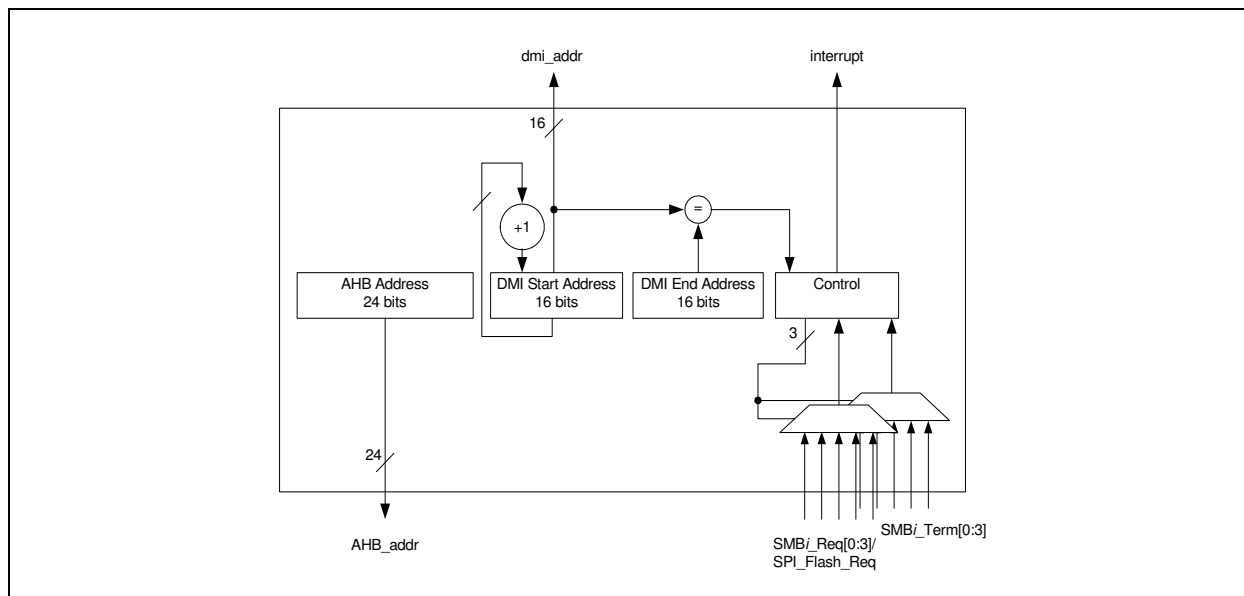 dmi_addr
interrupt
16
+1
=
AHB Address
24 bits
DMI Start Address
16 bits
DMI End Address
16 bits
Control
3
24
AHB_addr
SMBi_Req[0:3]/
SPI_Flash_Req
SMBi_Term[0:3]